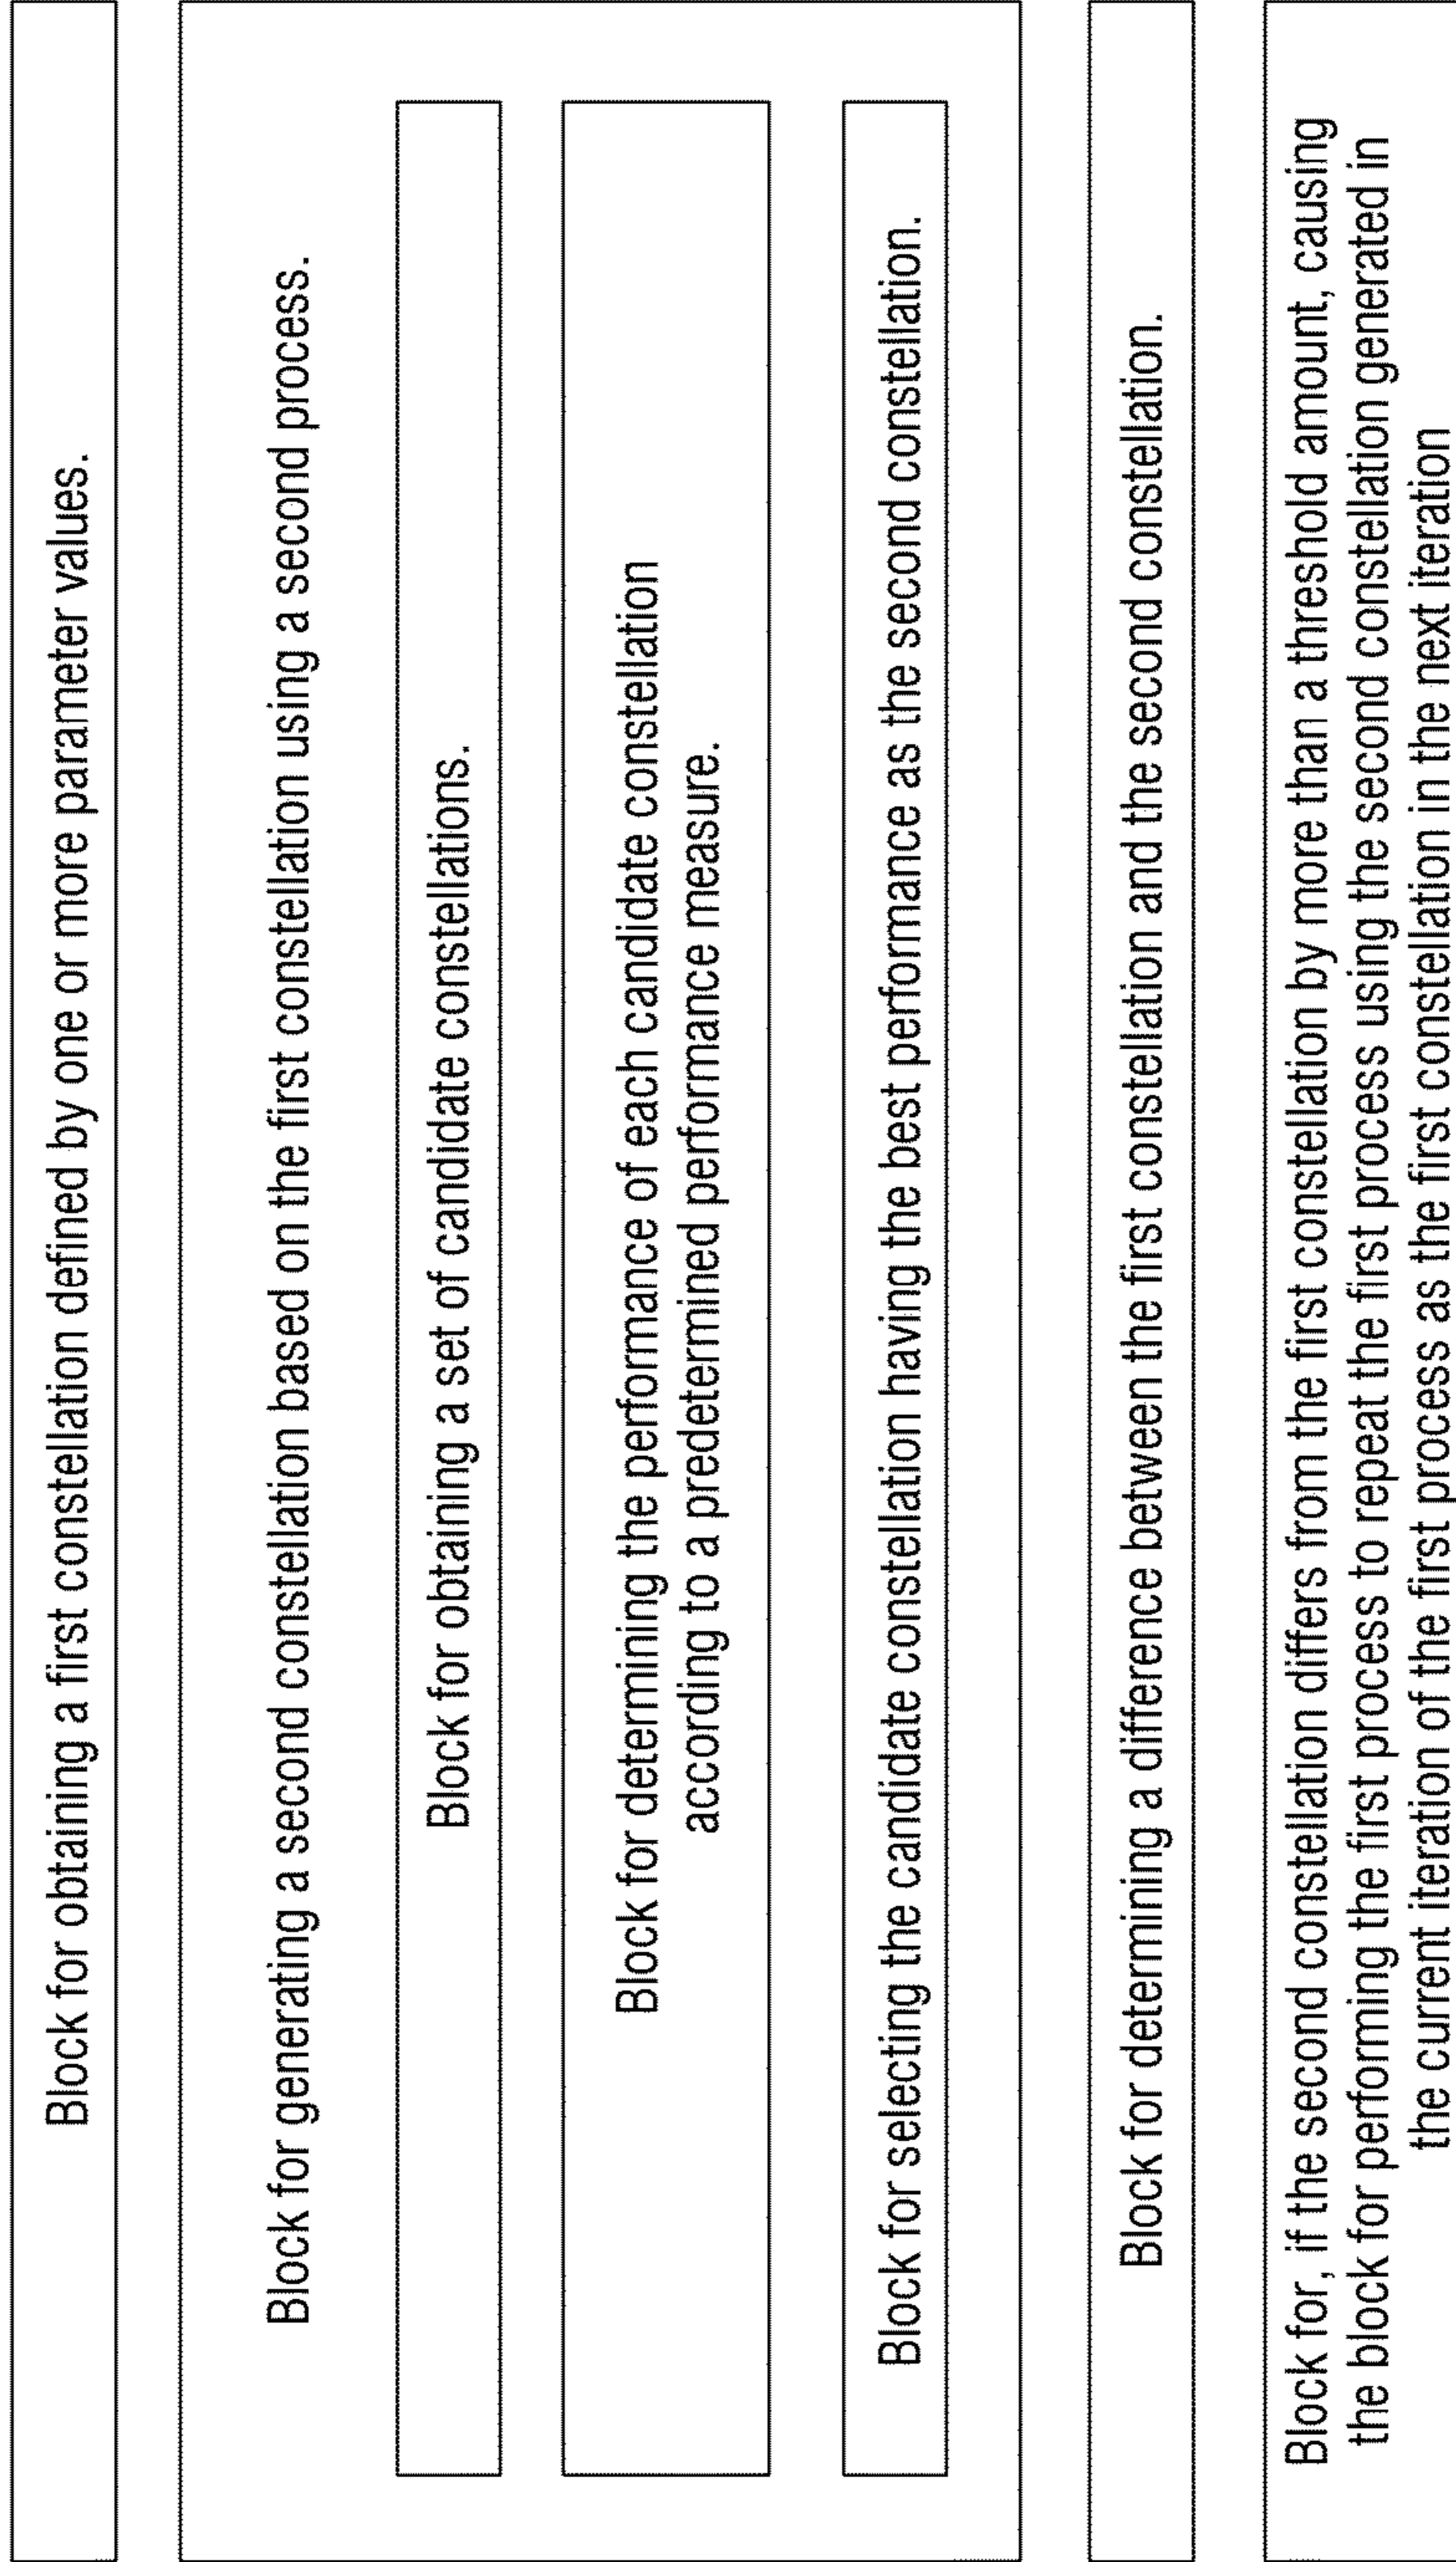 Block for obtaining a first constellation defined by one or more parameter values.
Block for generating a second constellation based on the first constellation using a second process.
Block for obtaining a set of candidate constellations.
Block for determining the performance of each candidate constellation
according to a predetermined performance measure.
Block for selecting the candidate constellation having the best performance as the second constellation.
Block for determining a difference between the first constellation and the second constellation.
Block for, if the second constellation differs from the first constellation by more than a threshold amount, causing
the block for performing the first process to repeat the first process using the second constellation generated in
the current iteration of the first process as the first constellation in the next iteration